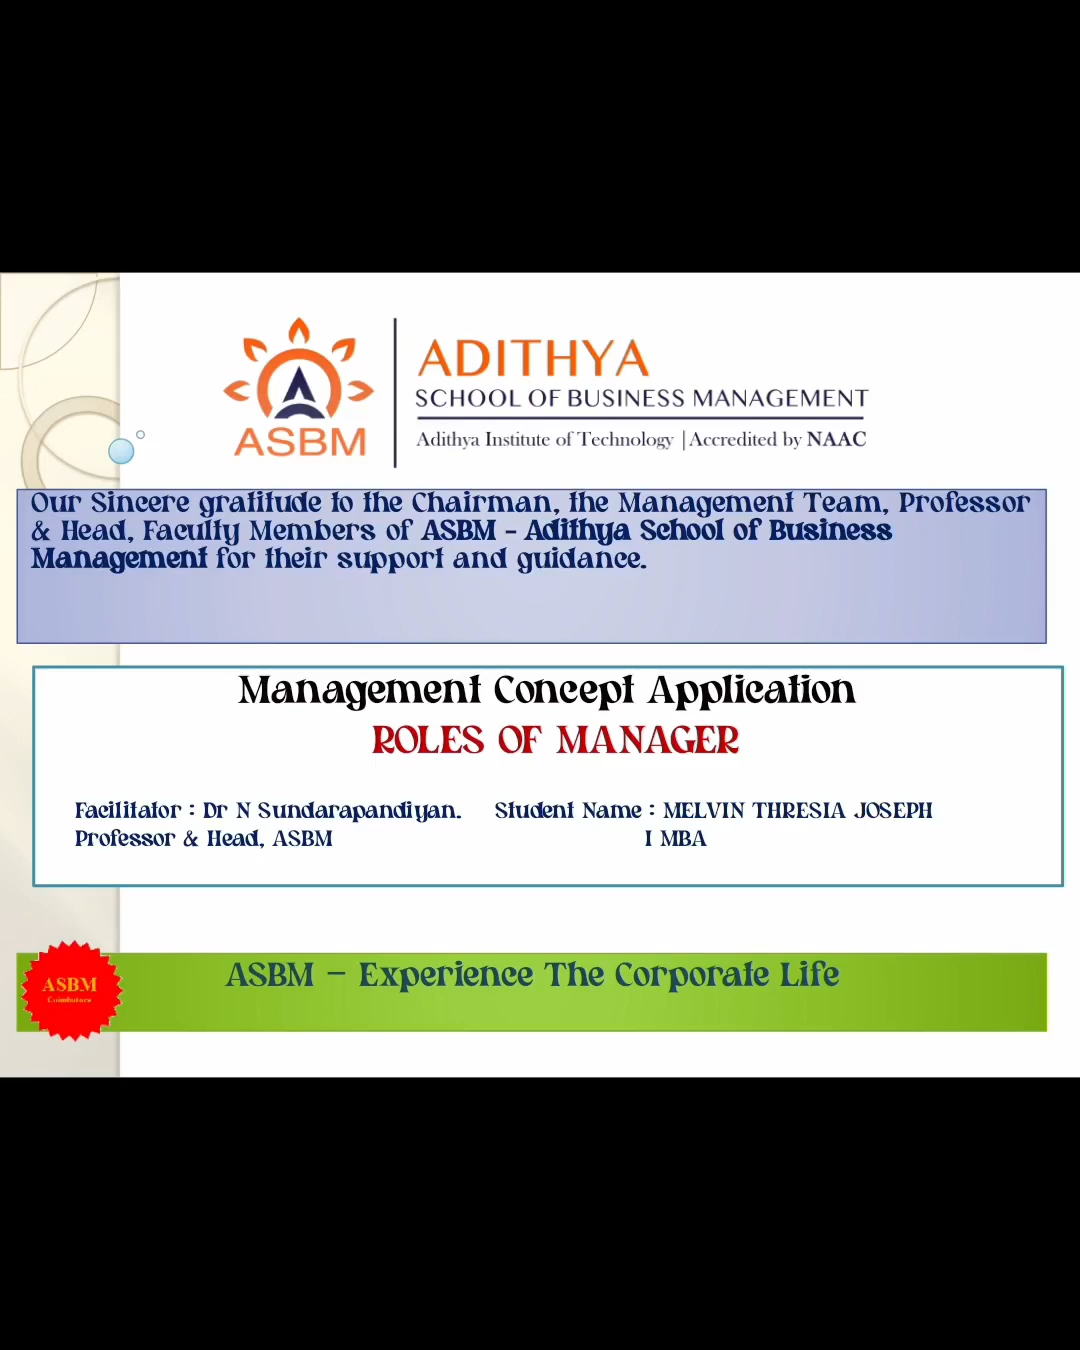 ADITHYA
SCHOOL OF BUSINESS MANAGEMENT
ASBM
Adithya Institute of Technology | Accredited by NAAC
Our Sincere gratitude to the Chairman, the Management Team, Professor
& Head, Faculty Members of ASBM - Adithya School of Business
Management for their support and guidance.
Management Concept Application
ROLES OF MANAGER
Facilitator : Dr N Sundarapandiyan. Student Name : MELVIN THRESIA JOSEPH
Professor & Head, ASBM I MBA
ASBM – Experience The Corporate Life
ASBM
Coimbatore